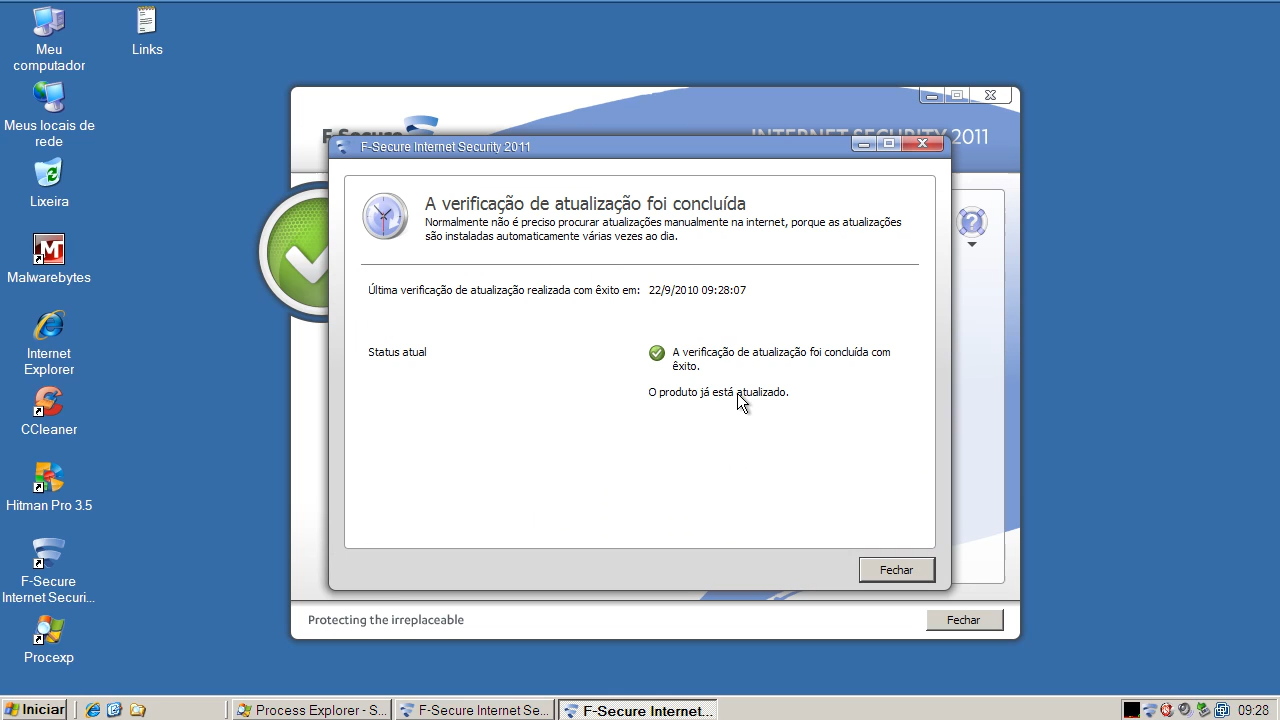 Meu
computador
Links
Meus locais de
rede
Lixeira
Malwarebytes
Internet
Explorer
CCleaner
Hitman Pro 3.5
F-Secure
Internet Securi...
Procexp
F-Secure
INTERNET SECURITY 2011
F-Secure Internet Security 2011
A verificação de atualização foi concluída
Normalmente não é preciso procurar atualizações manualmente na internet, porque as atualizações
são instaladas automaticamente várias vezes ao dia.
Última verificação de atualização realizada com êxito em: 22/9/2010 09:28:07
Status atual
A verificação de atualização foi concluída com
êxito.
O produto já está atualizado.
Fechar
Protecting the irreplaceable
Fechar
Iniciar
Process Explorer - S...
F-Secure Internet Se...
F-Secure Internet...
09:28